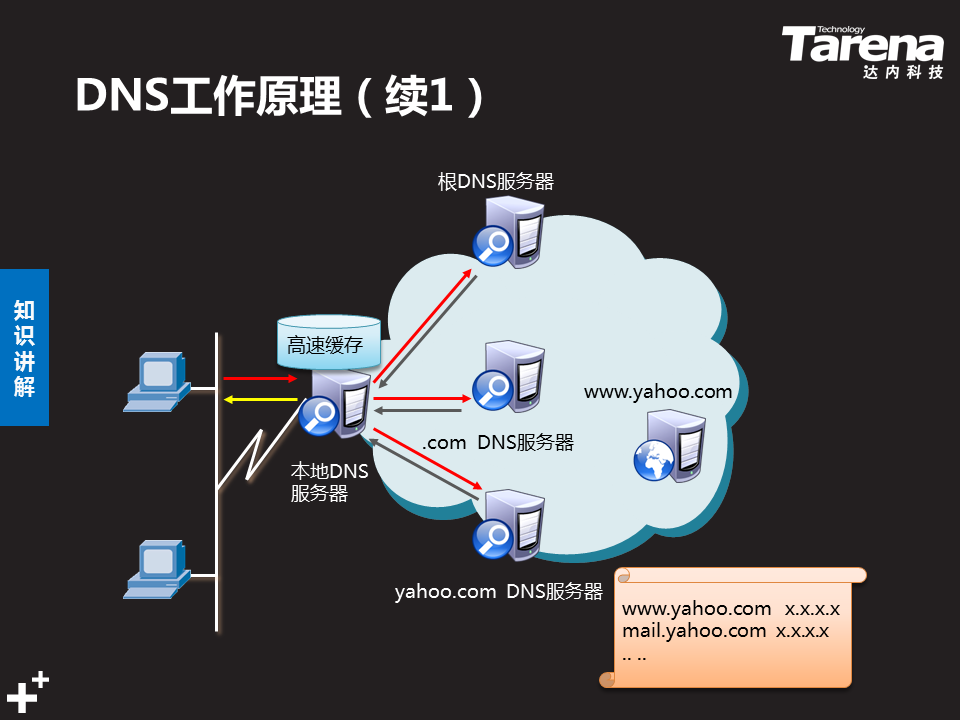 Technology
Tarena
达内科技
DNS工作原理（续1）
知识讲解
根DNS服务器
高速缓存
www.yahoo.com
.com DNS服务器
本地DNS
服务器
yahoo.com DNS服务器
www.yahoo.com x.x.x.x
mail.yahoo.com x.x.x.x
.. ..